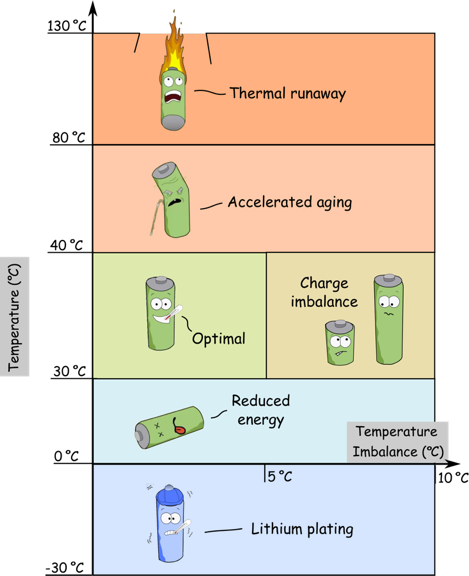 130 °C
Thermal runaway
80 °C
Accelerated aging
40 °C
Charge
imbalance
Optimal
Temperature (°C)
30 °C
Reduced
energy
Temperature
Imbalance (°C)
0 °C
5 °C
10 °C
Lithium plating
-30 °C